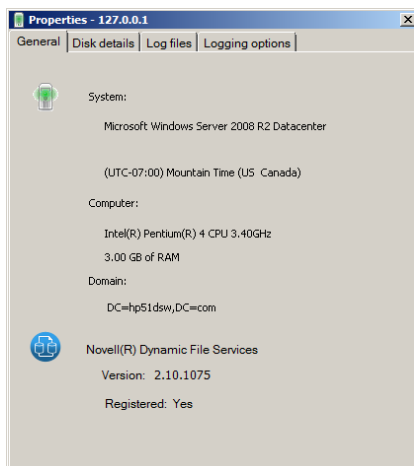 Properties - 127.0.0.1
General Disk details Log files Logging options
System:
Microsoft Windows Server 2008 R2 Datacenter
(UTC-07:00) Mountain Time (US  Canada)
Computer:
Intel(R) Pentium(R) 4 CPU 3.40GHz
3.00 GB of RAM
Domain:
DC=hp51dsw,DC=com
Novell(R) Dynamic File Services
Version: 2.10.1075
Registered: Yes